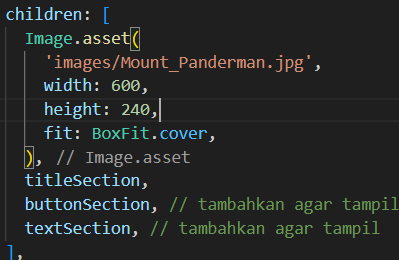 children: [
Image.asset(
'images/Mount_Panderman.jpg',
width: 600,
height: 240,
fit: BoxFit.cover,
), // Image.asset
titleSection,
buttonSection, // tambahkan agar tampil
textSection, // tambahkan agar tampil
],